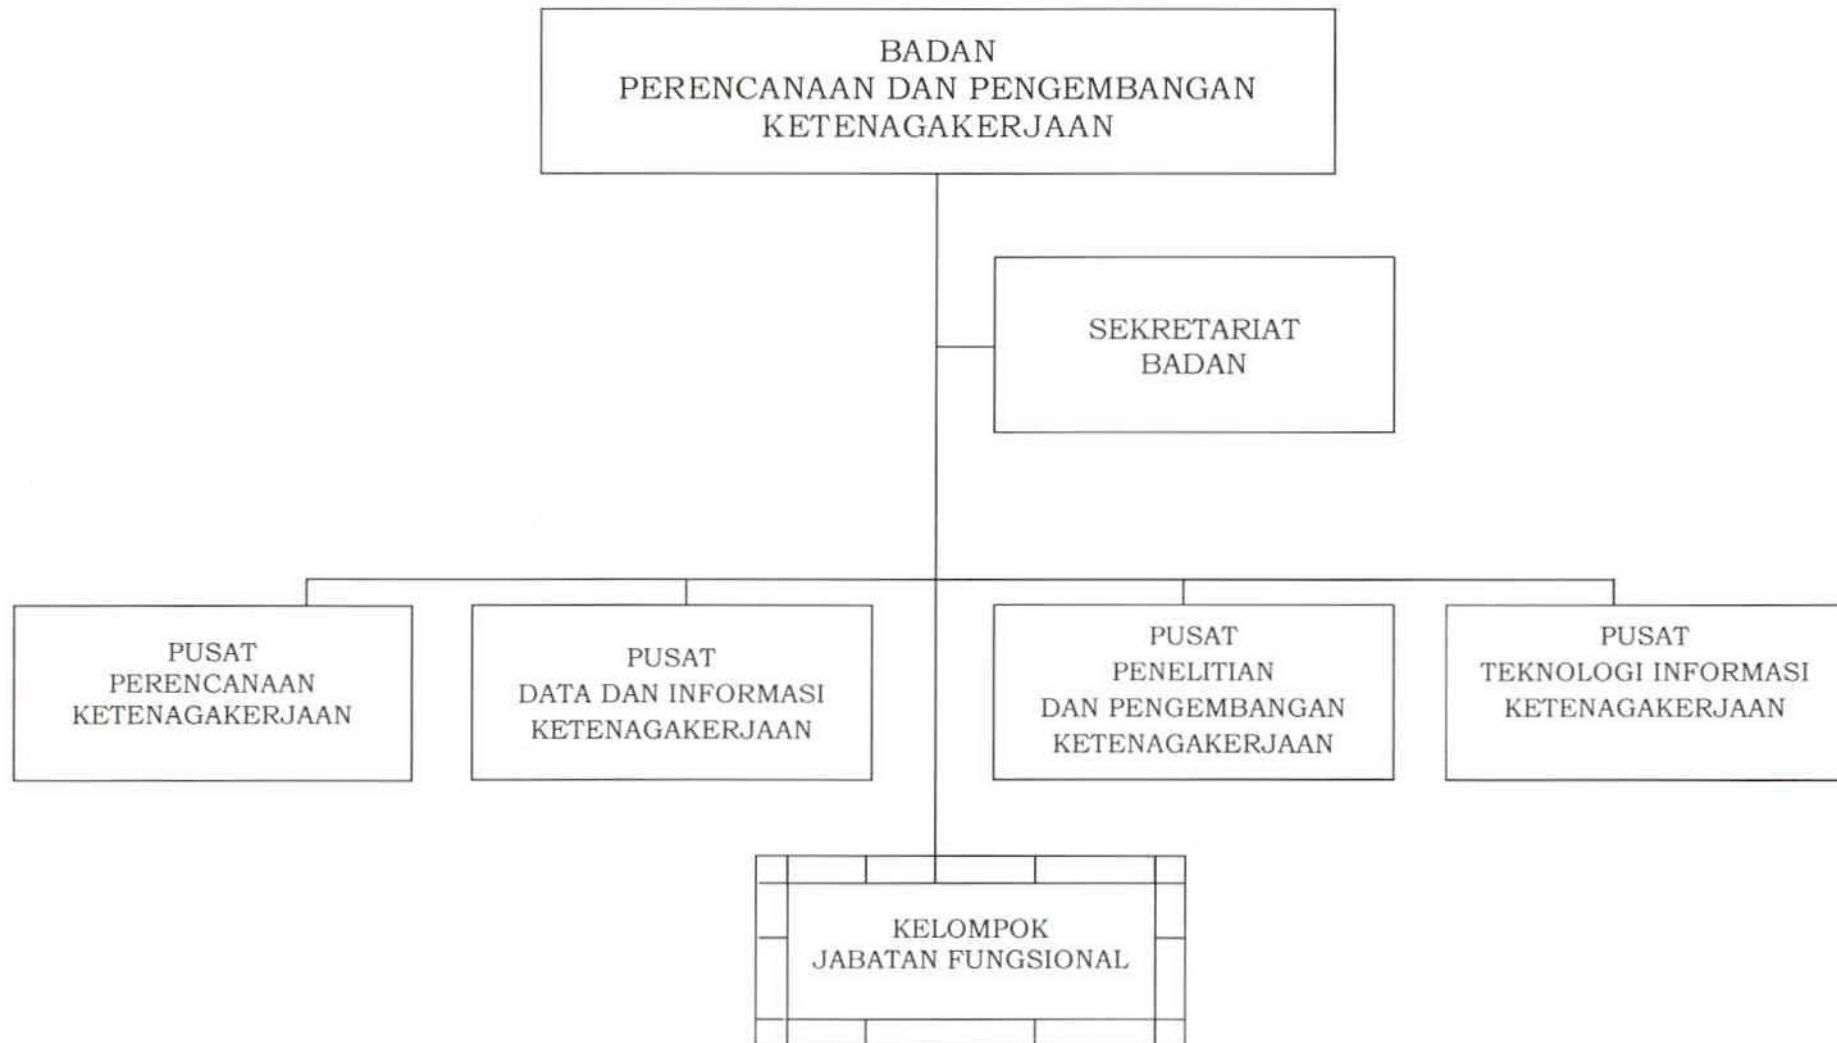 BADAN
PERENCANAAN DAN PENGEMBANGAN
KETENAGAKERJAAN
SEKRETARIAT
BADAN
PUSAT
PERENCANAAN
KETENAGAKERJAAN
PUSAT
DATA DAN INFORMASI
KETENAGAKERJAAN
PUSAT
PENELITIAN
DAN PENGEMBANGAN
KETENAGAKERJAAN
PUSAT
TEKNOLOGI INFORMASI
KETENAGAKERJAAN
KELOMPOK
JABATAN FUNGSIONAL